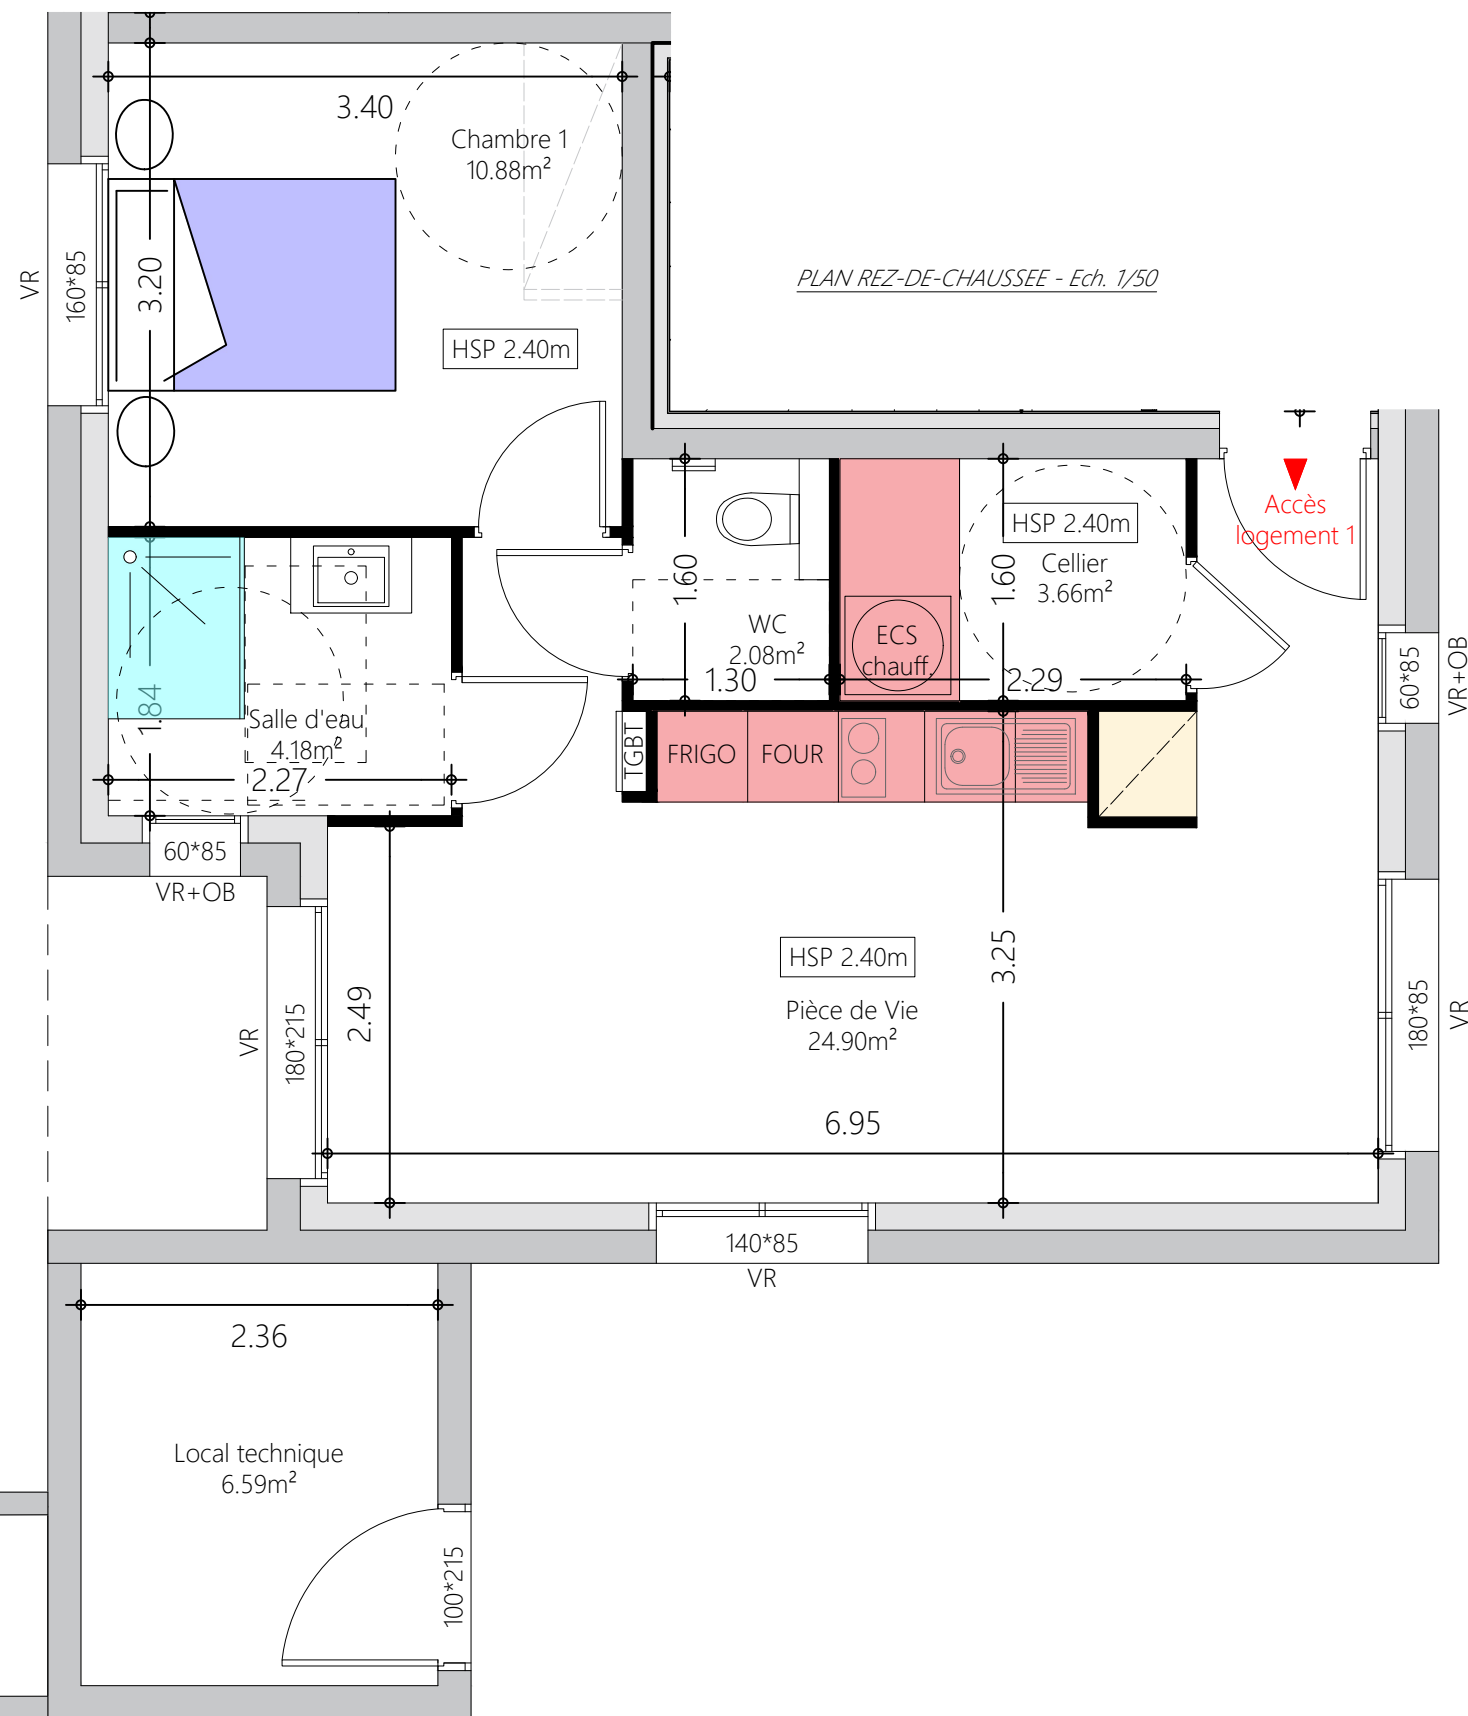 3.40
Chambre 1
10.88m²
VR
160*85
3.20
PLAN REZ-DE-CHAUSSEE - Ech. 1/50
HSP 2.40m
HSP 2.40m
Accès
logement 1
1.60
1.60
Cellier
3.66m²
WC
2.08m²
ECS
chauff.
1.30
2.29
60*85
VR+OB
1.84
Salle d'eau
4.18m²
2.27
TGBT
FRIGO
FOUR
60*85
VR+OB
HSP 2.40m
3.25
2.49
Pièce de Vie
24.90m²
VR
180*215
180*85
VR
6.95
140*85
VR
2.36
Local technique
6.59m²
100*215